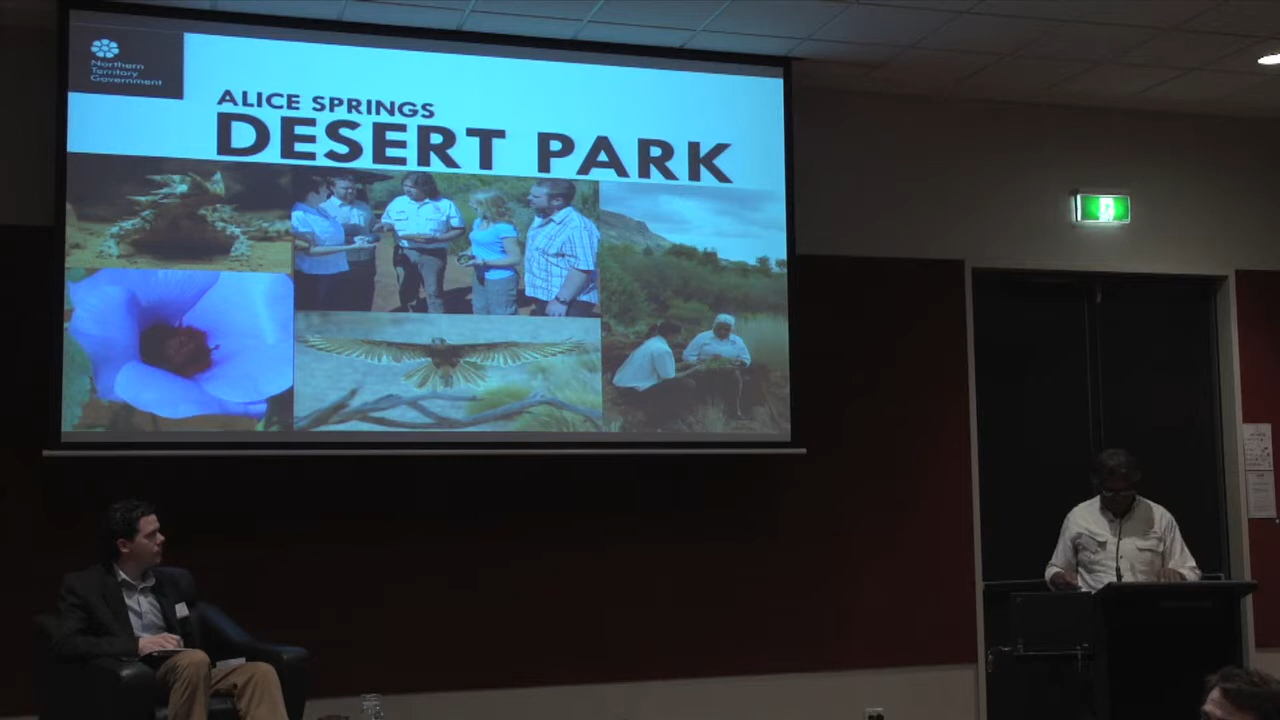 Northern
Territory
Government
ALICE SPRINGS
DESERT PARK